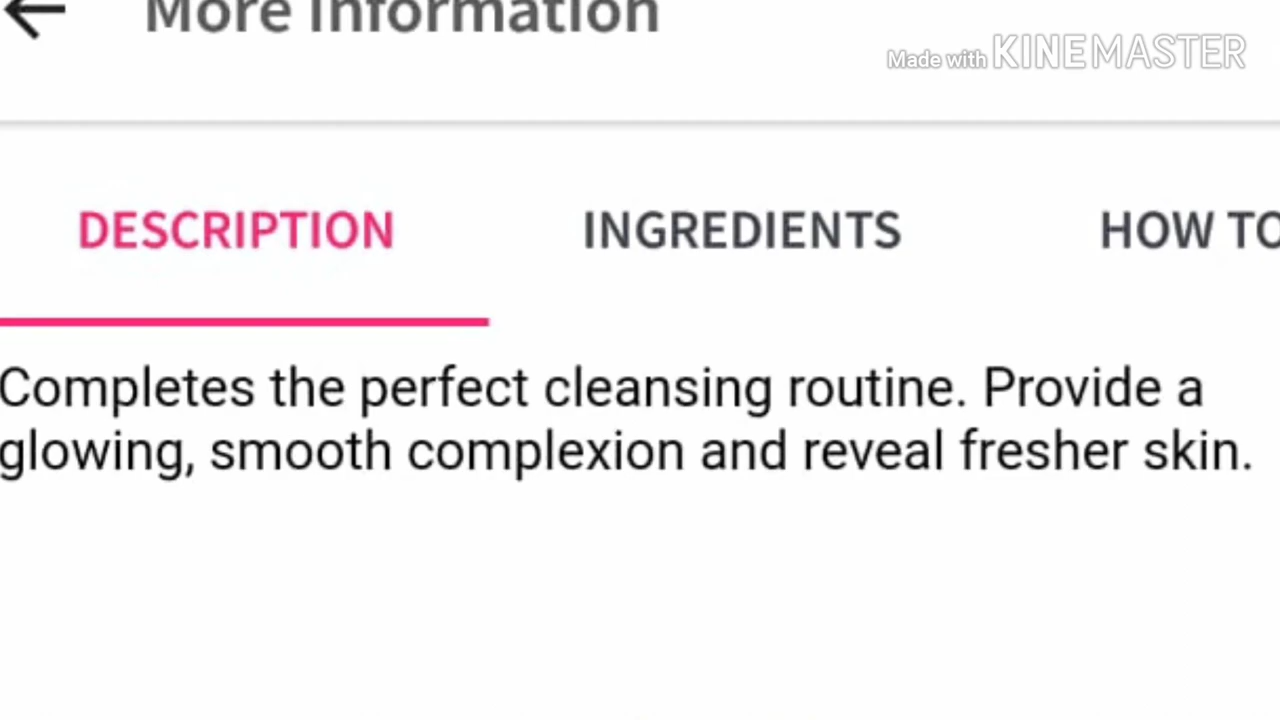 More Information
Made with KINEMASTER
DESCRIPTION INGREDIENTS HOW TO
Completes the perfect cleansing routine. Provide a
glowing, smooth complexion and reveal fresher skin.